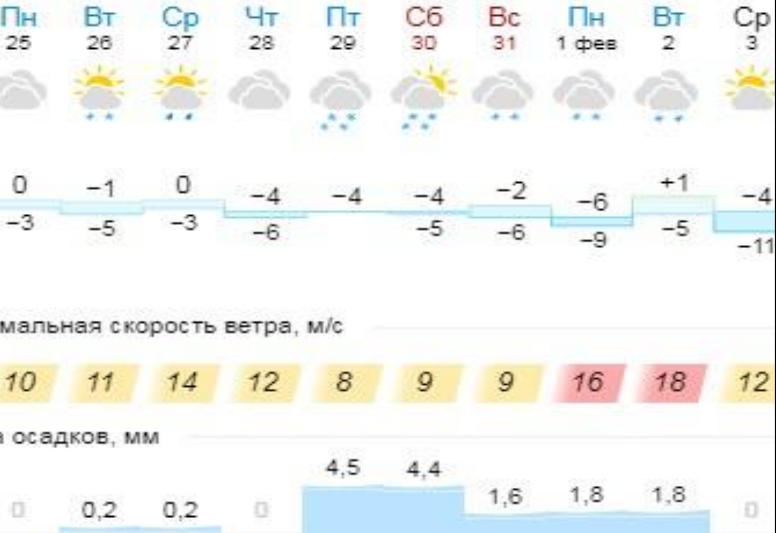 Пн Вт Ср Чт Пт Сб Вс Пн Вт Ср
25 26 27 28 29 30 31 1 фев 2 3
0 −1 0 −4 −4 −4 −2 −6 +1 −4
−3 −5 −3 −6 −5 −6 −9 −5 −11
мальная скорость ветра, м/с
10 11 14 12 8 9 9 16 18 12
а осадков, мм
4,5 4,4
0 0,2 0,2 0 1,6 1,8 1,8 0